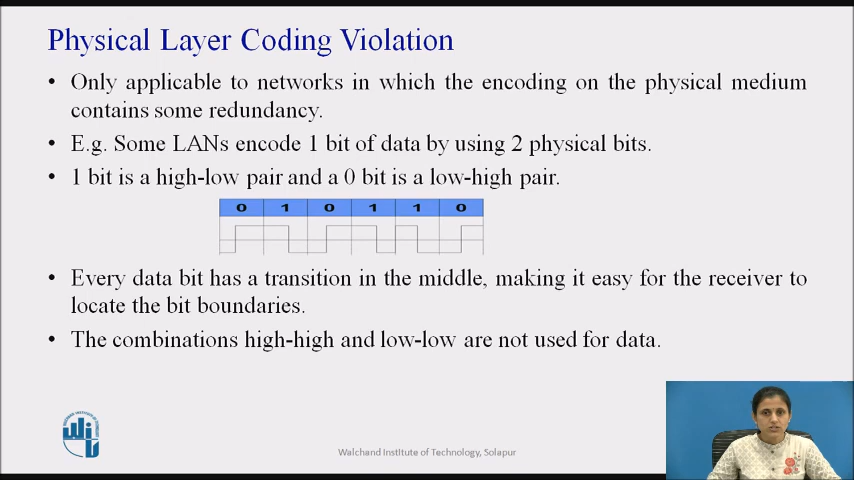 Physical Layer Coding Violation
• Only applicable to networks in which the encoding on the physical medium
contains some redundancy.
• E.g. Some LANs encode 1 bit of data by using 2 physical bits.
• 1 bit is a high-low pair and a 0 bit is a low-high pair.
0 1 0 1 1 0
• Every data bit has a transition in the middle, making it easy for the receiver to
locate the bit boundaries.
• The combinations high-high and low-low are not used for data.
Walchand Institute of Technology, Solapur